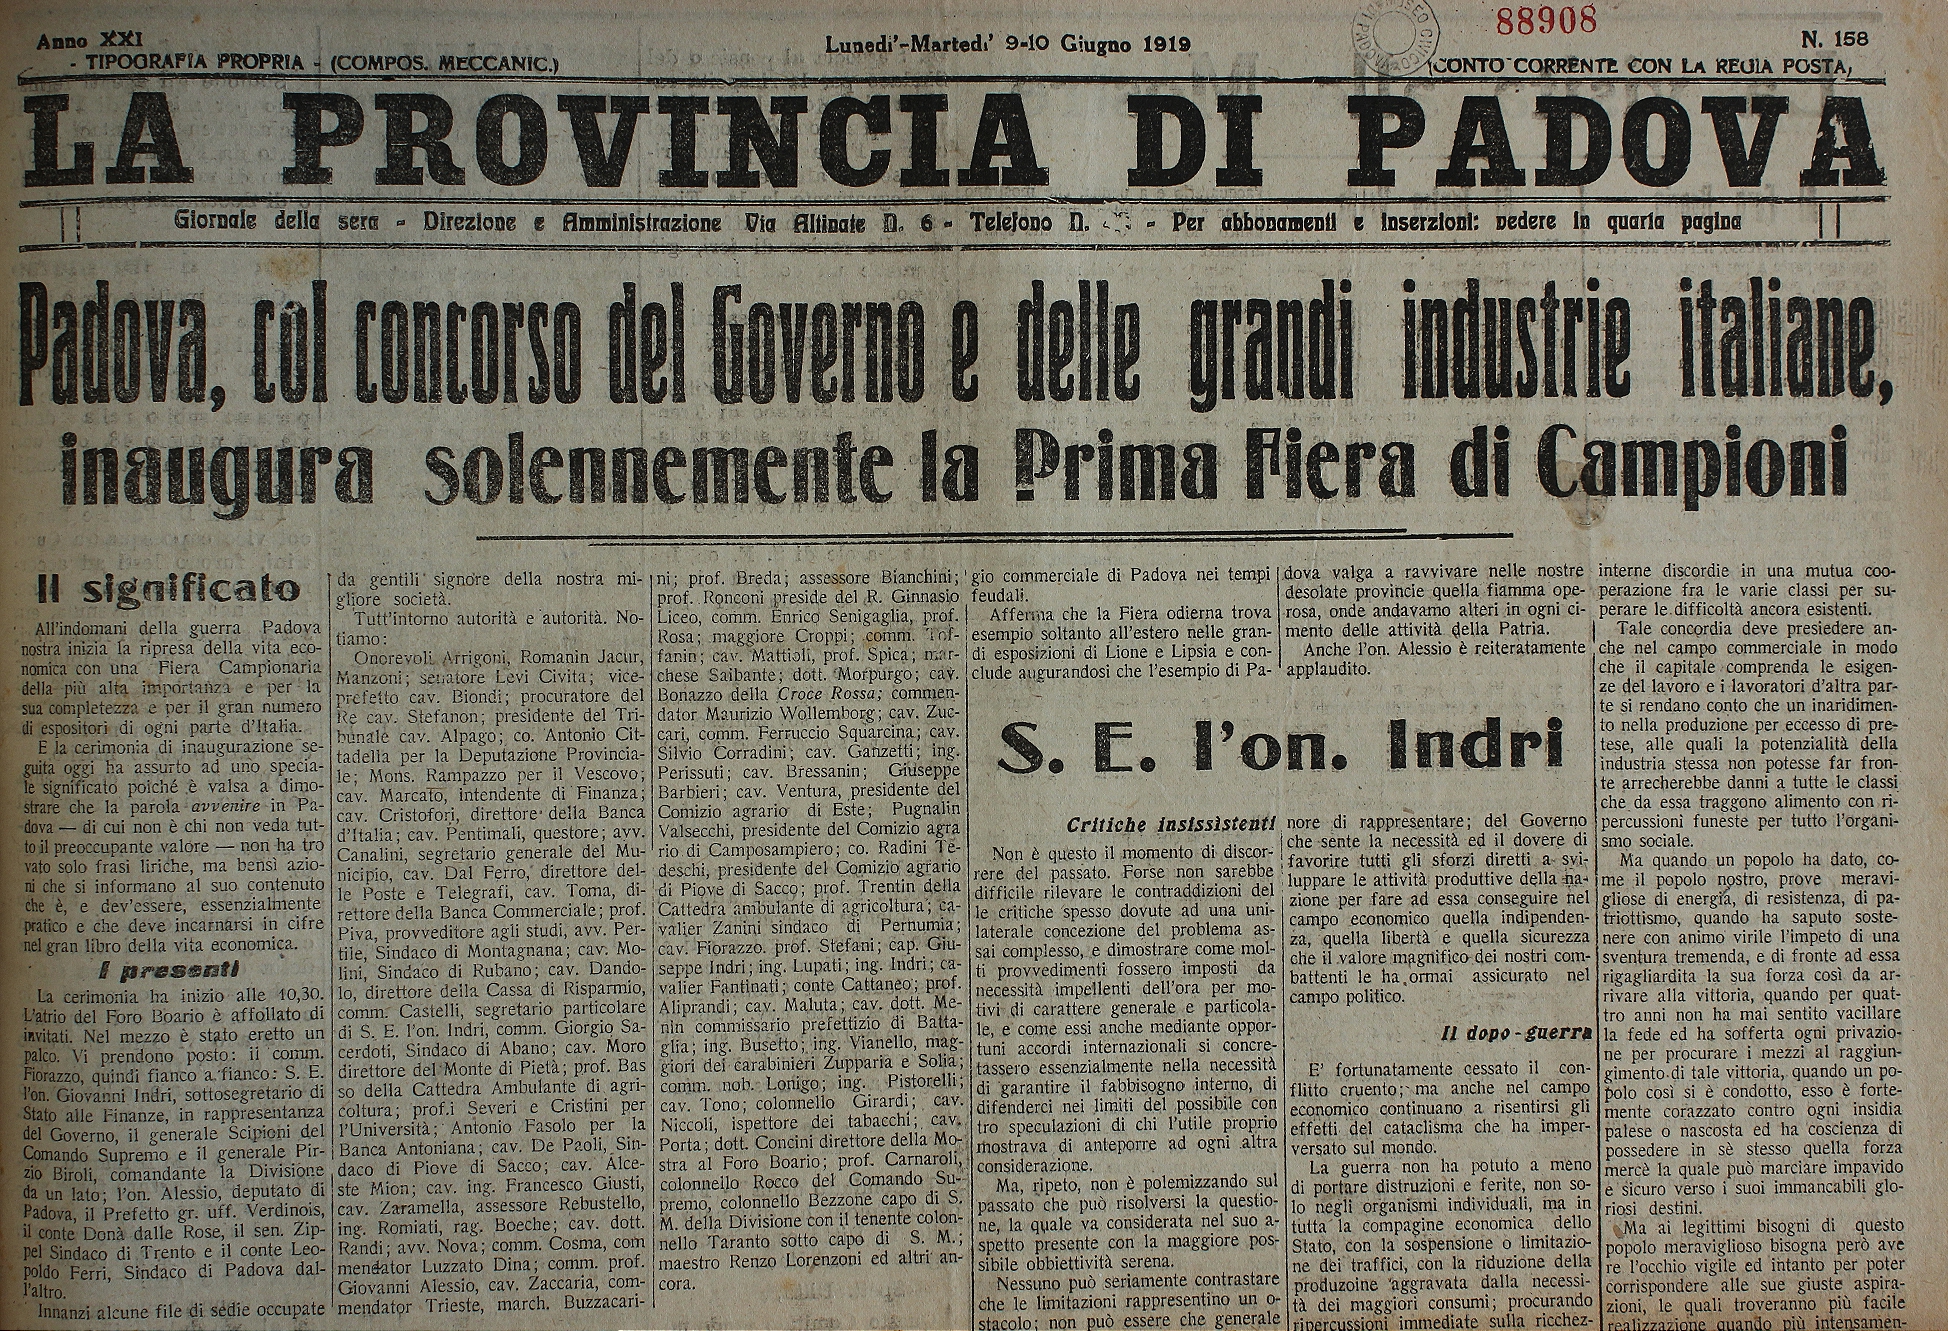 Anno XXI
- TIPOGRAFIA PROPRIA - (COMPOS. MECCANIC.)
Lunedi'-Martedi' 9-10 Giugno 1919
88908
N. 158
(CONTO CORRENTE CON LA REGIA POSTA)
LA PROVINCIA DI PADOVA
Giornale della sera - Direzione e Amministrazione Via Altinate N. 6 - Telefono N. - Per abbonamenti e inserzioni: vedere in quarta pagina
Padova, col concorso del Governo e delle grandi industrie italiane,
inaugura solennemente la Prima Fiera di Campioni
Il significato
All'indomani della guerra Padova
nostra inizia la ripresa della vita eco-
nomica con una Fiera Campionaria
della più alta importanza e per la
sua completezza e per il gran numero
di espositori di ogni parte d'Italia.
E la cerimonia di inaugurazione se-
guita oggi ha assurto ad uno specia-
le significato poichè è valsa a dimo-
strare che la parola avvenire in Pa-
dova — di cui non è chi non veda tut-
to il preoccupante valore — non ha tro
vato solo frasi liriche, ma bensì azio-
ni che si informano al suo contenuto
che è, e dev'essere, essenzialmente
pratico e che deve incarnarsi in cifre
nel gran libro della vita economica.
I presenti
La cerimonia ha inizio alle 10,30.
L'atrio del Foro Boario è affollato di
invitati. Nel mezzo è stato eretto un
palco. Vi prendono posto: il comm.
Fiorazzo, quindi fianco a fianco: S. E.
l'on. Giovanni Indri, sottosegretario di
Stato alle Finanze, in rappresentanza
del Governo, il generale Scipioni del
Comando Supremo e il generale Pir-
zio Biroli, comandante la Divisione
da un lato; l'on. Alessio, deputato di
Padova, il Prefetto gr. uff. Verdinois,
il conte Donà dalle Rose, il sen. Zip-
pel Sindaco di Trento e il conte Leo-
poldo Ferri, Sindaco di Padova dal-
l'altro.
Innanzi alcune file di sedie occupate
da gentili signore della nostra mi-
gliore società.
Tutt'intorno autorità e autorità. No-
tiamo:
Onorevoli Arrigoni, Romanin Jacur,
Manzoni; senatore Levi Civita; vice-
prefetto cav. Biondi; procuratore del
Re cav. Stefanon; presidente del Tri-
bunale cav. Alpago; co. Antonio Cit-
tadella per la Deputazione Provincia-
le; Mons. Rampazzo per il Vescovo;
cav. Marcato, intendente di Finanza;
cav. Cristofori, direttore della Banca
d'Italia; cav. Pentimali, questore; avv.
Canalini, segretario generale del Mu-
nicipio, cav. Dal Ferro, direttore del-
le Poste e Telegrafi, cav. Toma, di-
rettore della Banca Commerciale; prof.
Piva, provveditore agli studi, avv. Per-
tile, Sindaco di Montagnana; cav. Mo-
lini, Sindaco di Rubano; cav. Dando-
lo, direttore della Cassa di Risparmio,
comm. Castelli, segretario particolare
di S. E. l'on. Indri, comm. Giorgio Sa-
cerdoti, Sindaco di Abano; cav. Moro
direttore del Monte di Pietà; prof. Bas
so della Cattedra Ambulante di agri-
coltura; prof.i Severi e Cristini per
l'Università; Antonio Fasolo per la
Banca Antoniana; cav. De Paoli, Sin-
daco di Piove di Sacco; cav. Alce-
ste Mion; cav. ing. Francesco Giusti,
cav. Zaramella, assessore Rebustello,
ing. Romiati, rag. Boeche; cav. dott.
Randi; avv. Nova; comm. Cosma, com
mendator Luzzato Dina; comm. prof.
Giovanni Alessio, cav. Zaccaria, com-
mendator Trieste, march. Buzzacari-
ni; prof. Breda; assessore Bianchini;
prof. Ronconi preside del R. Ginnasio
Liceo, comm. Enrico Senigaglia, prof.
Rosa; maggiore Croppi; comm. Tof-
fanin; cav. Mattioli, prof. Spica; mar-
chese Saibante; dott. Morpurgo; cav.
Bonazzo della Croce Rossa; commen-
dator Maurizio Wollemborg; cav. Zuc-
cari, comm. Ferruccio Squarcina; cav.
Silvio Corradini; cav. Ganzetti; ing.
Perissuti; cav. Bressanin; Giuseppe
Barbieri; cav. Ventura, presidente del
Comizio agrario di Este; Pugnalin
Valsecchi, presidente del Comizio agra
rio di Camposampiero; co. Radini Te-
deschi, presidente del Comizio agrario
di Piove di Sacco; prof. Trentin della
Cattedra ambulante di agricoltura; ca-
valier Zanini sindaco di Pernumia;
cav. Fiorazzo. prof. Stefani; cap. Giu-
seppe Indri; ing. Lupati; ing. Indri; ca-
valier Fantinati; conte Cattaneo; prof.
Aliprandi; cav. Maluta; cav. dott. Me-
nin commissario prefettizio di Batta-
glia; ing. Busetto; ing. Vianello, mag-
giori dei carabinieri Zupparia e Solia;
comm. nob. Lonigo; ing. Pistorelli;
cav. Tono; colonnello Girardi; cav.
Niccoli, ispettore dei tabacchi; cav.
Porta; dott. Concini direttore della Mo-
stra al Foro Boario; prof. Carnaroli,
colonnello Rocco del Comando Su-
premo, colonnello Bezzone capo di S.
M. della Divisione con il tenente colon-
nello Taranto sotto capo di S. M.;
maestro Renzo Lorenzoni ed altri an-
cora.
gio commerciale di Padova nei tempi
feudali.
Afferma che la Fiera odierna trova
esempio soltanto all'estero nelle gran-
di esposizioni di Lione e Lipsia e con-
clude augurandosi che l'esempio di Pa-
dova valga a ravvivare nelle nostre
desolate provincie quella fiamma ope-
rosa, onde andavamo alteri in ogni ci-
mento delle attività della Patria.
Anche l'on. Alessio è reiteratamente
applaudito.
S. E. l'on. Indri
Critiche insissistenti
Non è questo il momento di discor-
rere del passato. Forse non sarebbe
difficile rilevare le contraddizioni del
le critiche spesso dovute ad una uni-
laterale concezione del problema as-
sai complesso, e dimostrare come mol-
ti provvedimenti fossero imposti da
necessità impellenti dell'ora per mo-
tivi di carattere generale e particola-
le, e come essi anche mediante oppor-
tuni accordi internazionali si concre-
tassero essenzialmente nella necessità
di garantire il fabbisogno interno, di
difenderci nei limiti del possibile con
tro speculazioni di chi l'utile proprio
mostrava di anteporre ad ogni altra
considerazione.
Ma, ripeto, non è polemizzando sul
passato che può risolversi la questio-
ne, la quale va considerata nel suo a-
spetto presente con la maggiore pos-
sibile obbiettività serena.
Nessuno può seriamente contrastare
che le limitazioni rappresentino un o-
stacolo; non può essere che generale
nore di rappresentare; del Governo
che sente la necessità ed il dovere di
favorire tutti gli sforzi diretti a svi-
luppare le attività produttive della na-
zione per fare ad essa conseguire nel
campo economico quella indipenden-
za, quella libertà e quella sicurezza
che il valore magnifico dei nostri com-
battenti le ha ormai assicurato nel
campo politico.
Il dopo-guerra
E' fortunatamente cessato il con-
flitto cruento; ma anche nel campo
economico continuano a risentirsi gli
effetti del cataclisma che ha imper-
versato sul mondo.
La guerra non ha potuto a meno
di portare distruzioni e ferite, non so-
lo negli organismi individuali, ma in
tutta la compagine economica dello
Stato, con la sospensione o limitazio-
ne dei traffici, con la riduzione della
produzoine aggravata dalla necessi-
tà dei maggiori consumi; procurando
ripercussioni immediate sulla ricchez-
interne discordie in una mutua coo-
perazione fra le varie classi per su-
perare le difficoltà ancora esistenti.
Tale concordia deve presiedere an-
che nel campo commerciale in modo
che il capitale comprenda le esigen-
ze del lavoro e i lavoratori d'altra par-
te si rendano conto che un inaridimen-
to nella produzione per eccesso di pre-
tese, alle quali la potenzialità della
industria stessa non potesse far fron-
te arrecherebbe danni a tutte le classi
che da essa traggono alimento con ri-
percussioni funeste per tutto l'organi-
smo sociale.
Ma quando un popolo ha dato, co-
me il popolo nostro, prove meravi-
gliose di energia, di resistenza, di pa-
triottismo, quando ha saputo soste-
nere con animo virile l'impeto di una
sventura tremenda, e di fronte ad essa
rigagliardita la sua forza così da ar-
rivare alla vittoria, quando per quat-
tro anni non ha mai sentito vacillare
la fede ed ha sofferta ogni privazio-
ne per procurare i mezzi al raggiun-
gimento di tale vittoria, quando un po-
polo così si è condotto, esso è forte-
mente corazzato contro ogni insidia
palese o nascosta ed ha coscienza di
possedere in sè stesso quella forza
mercè la quale può marciare impavido
e sicuro verso i suoi immancabili glo-
riosi destini.
Ma ai legittimi bisogni di questo
popolo meraviglioso bisogna però ave
re l'occhio vigile ed intanto per poter
corrispondere alle sue giuste aspira-
zioni, le quali troveranno più facile
realizzazione quando più intensamen-